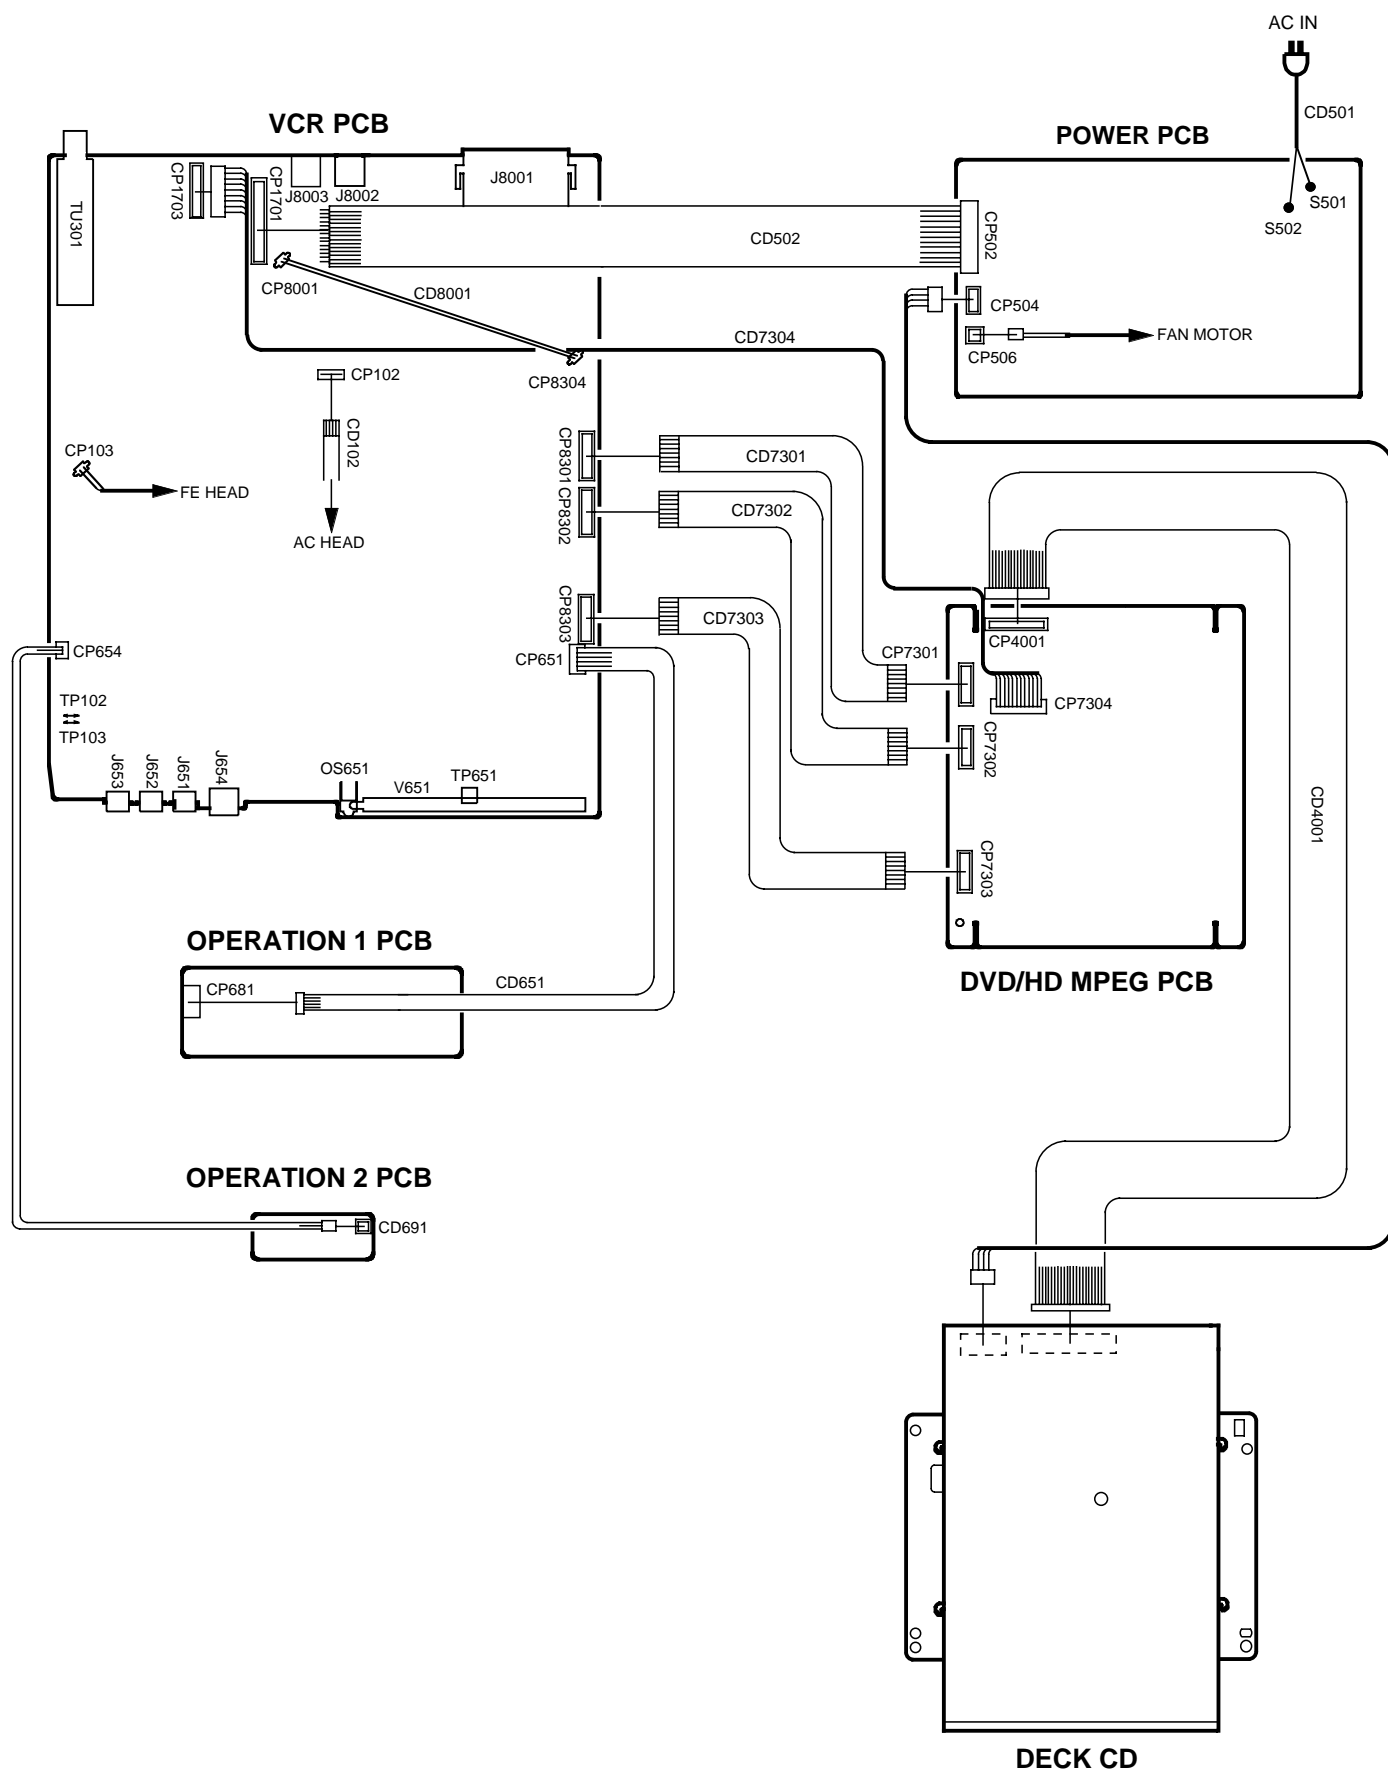 AC IN
CD501
VCR PCB
POWER PCB
TU301
CP1703
CP1701
J8003
J8002
J8001
S501
S502
CD502
CP502
CP8001
CD8001
CP504
CD7304
FAN MOTOR
CP506
CP8304
CP102
CD102
CP103
CP8301
CD7301
FE HEAD
CP8302
CD7302
AC HEAD
CP8303
CD7303
CP4001
CP654
CP651
CP7301
CP7304
TP102
TP103
CP7302
J653
J652
J651
J654
OS651
V651
TP651
CD4001
CP7303
OPERATION 1 PCB
CP681
CD651
DVD/HD MPEG PCB
OPERATION 2 PCB
CD691
DECK CD